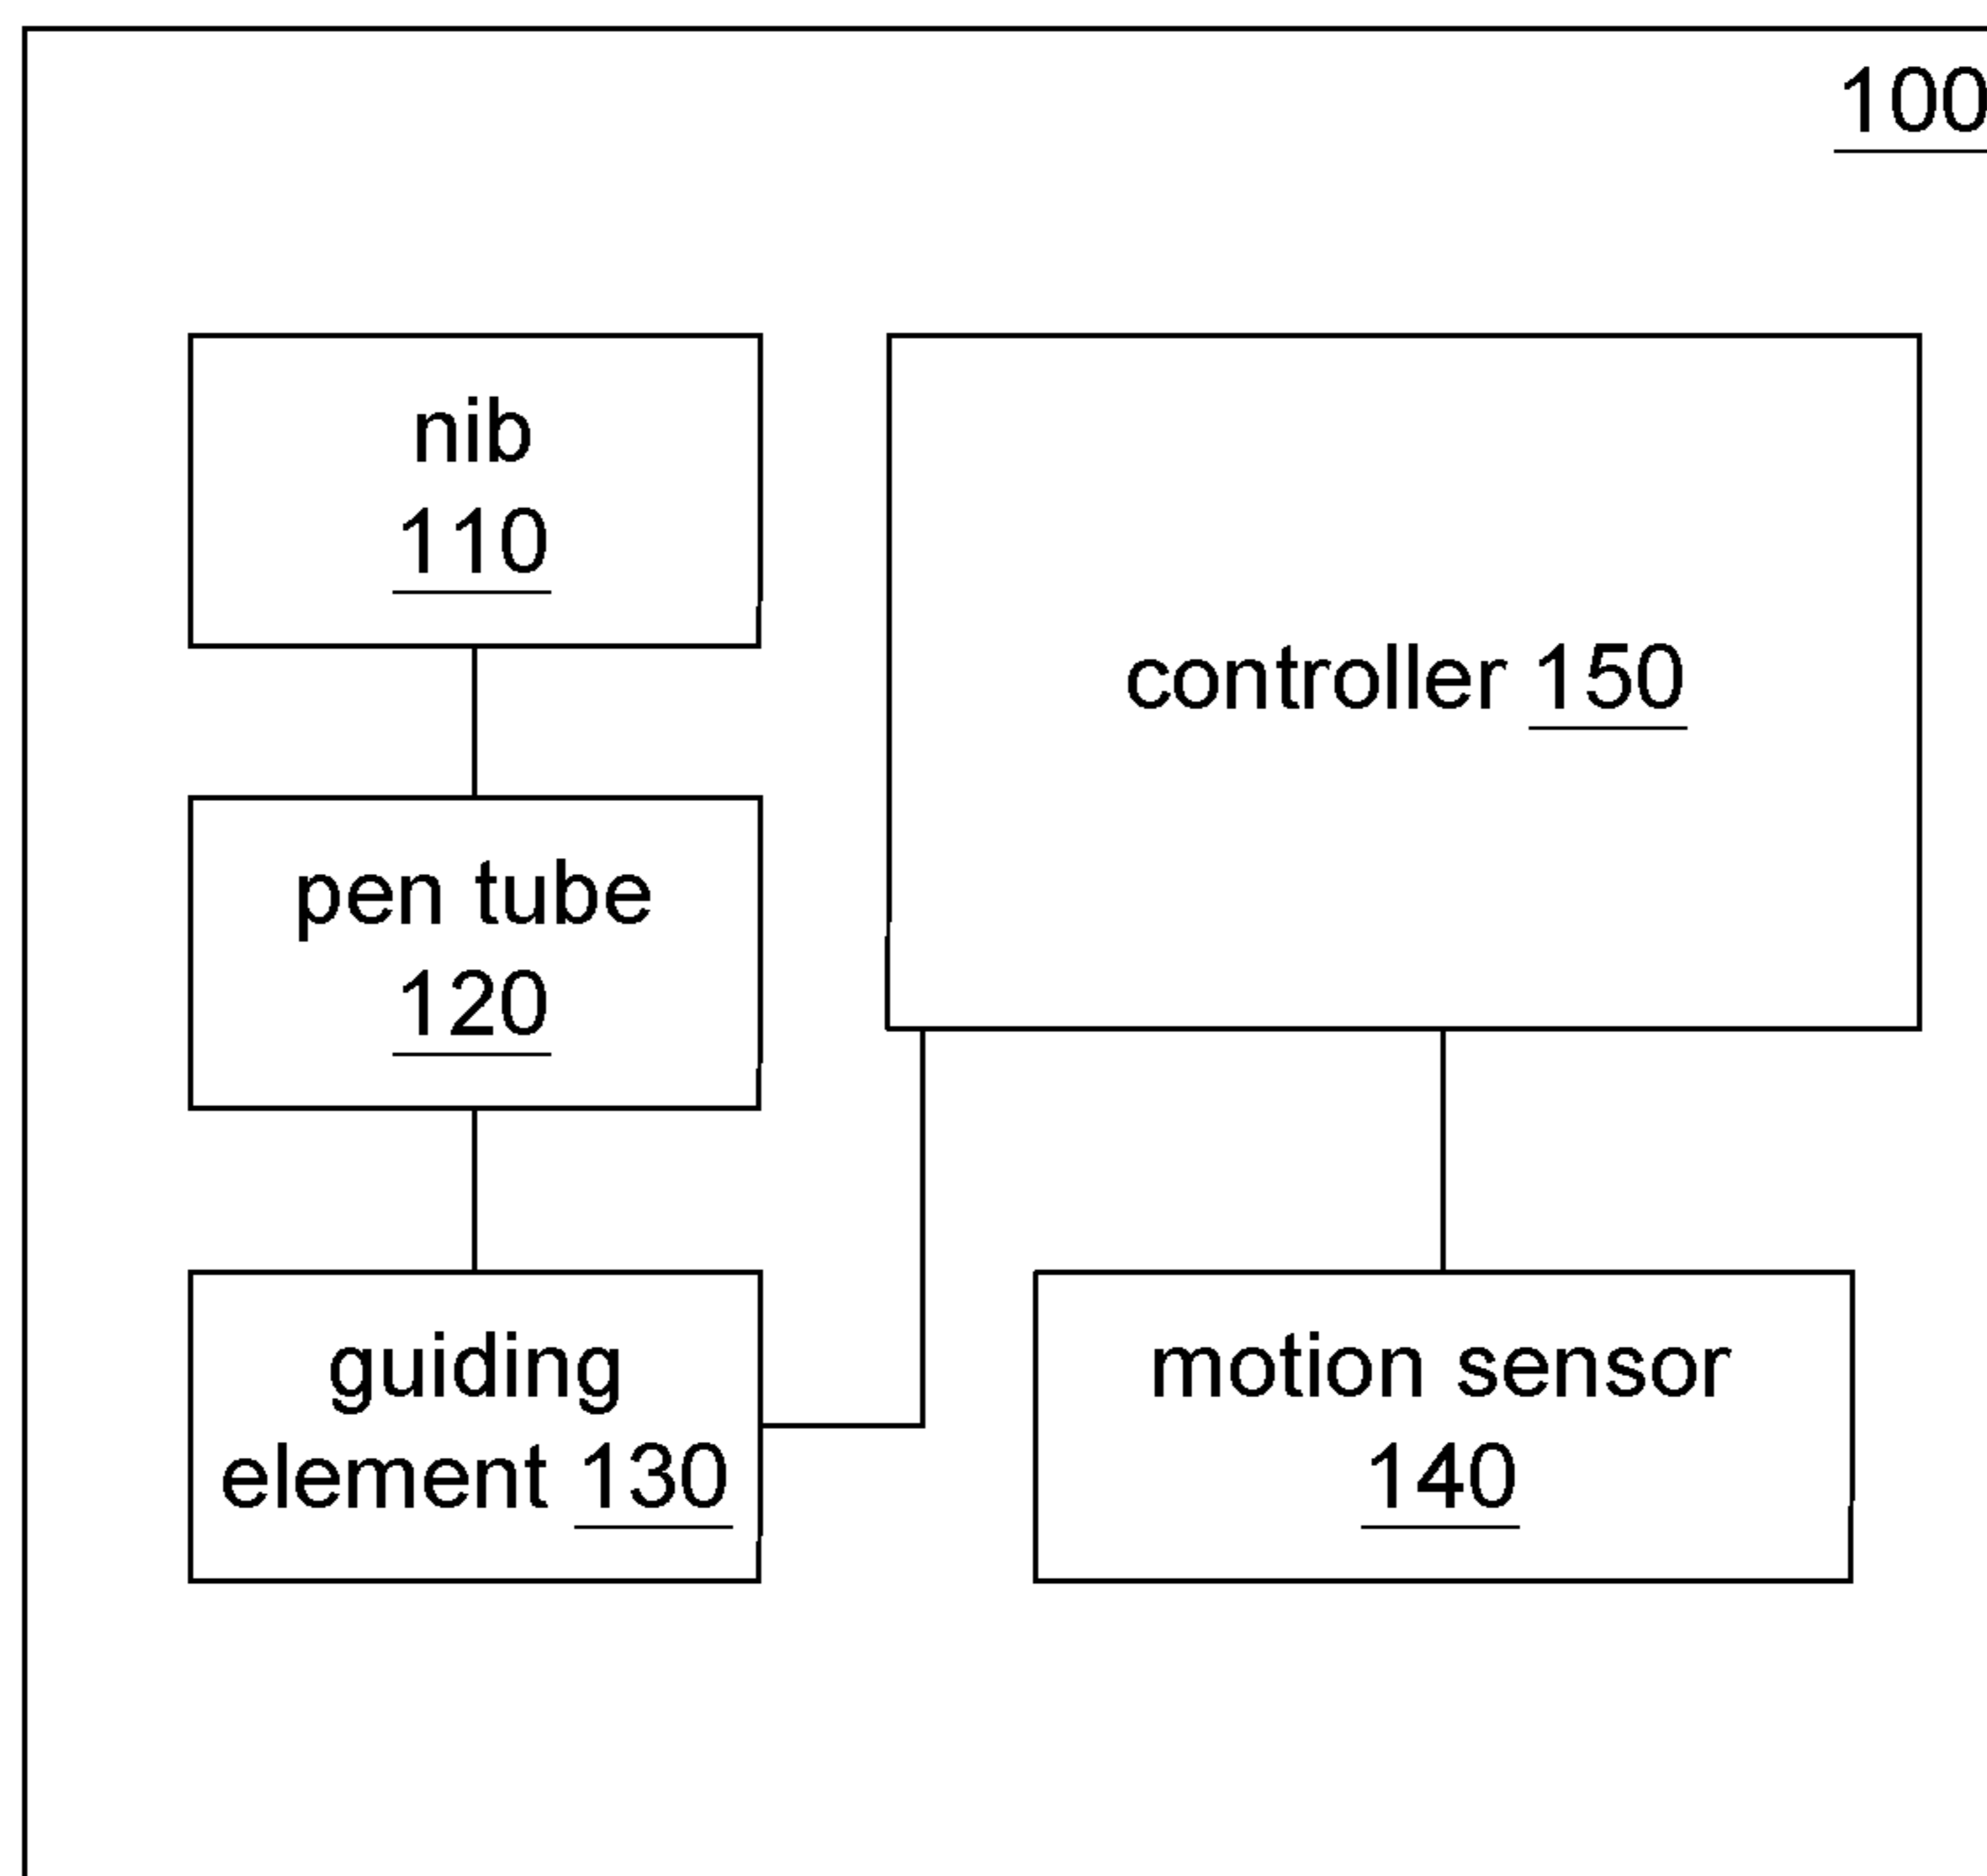 100
nib
110
controller 150
pen tube
120
guiding
element 130
motion sensor
140